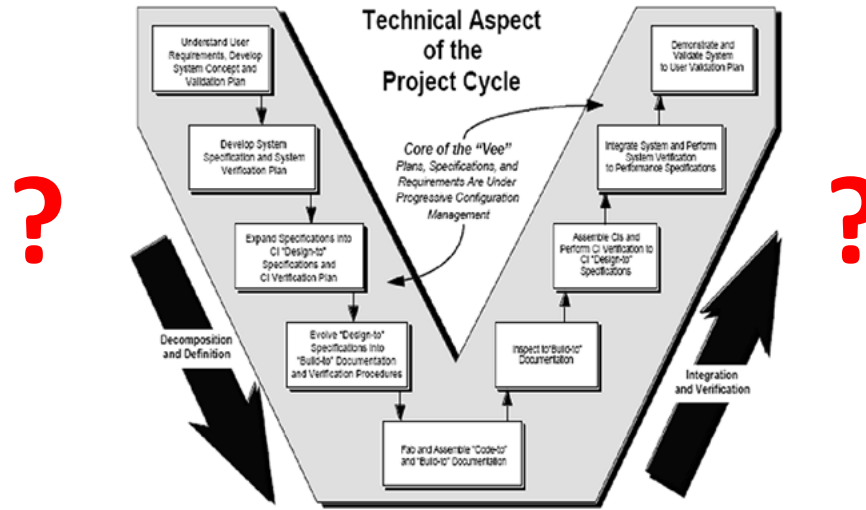 Technical Aspect
of the
Project Cycle
Understand User
Requirements, Develop
System Concept and
Validation Plan
Develop System
Specification and System
Verification Plan
Expand Specifications into
CI "Design-to"
Specifications and
CI Verification Plan
Evolve "Design-to"
Specifications into
"Build-to" Documentation
and Verification Procedures
Fab and Assemble "Code-to"
and "Build-to" Documentation
Inspect to "Build-to"
Documentation
Assemble CIs and
Perform CI Verification to
CI "Design-to"
Specifications
Integrate System and Perform
System Verification
to Performance Specifications
Demonstrate and
Validate System
to User Validation Plan
Core of the "Vee"
Plans, Specifications, and
Requirements Are Under
Progressive Configuration
Management
?
?
Decomposition
and Definition
Integration
and Verification